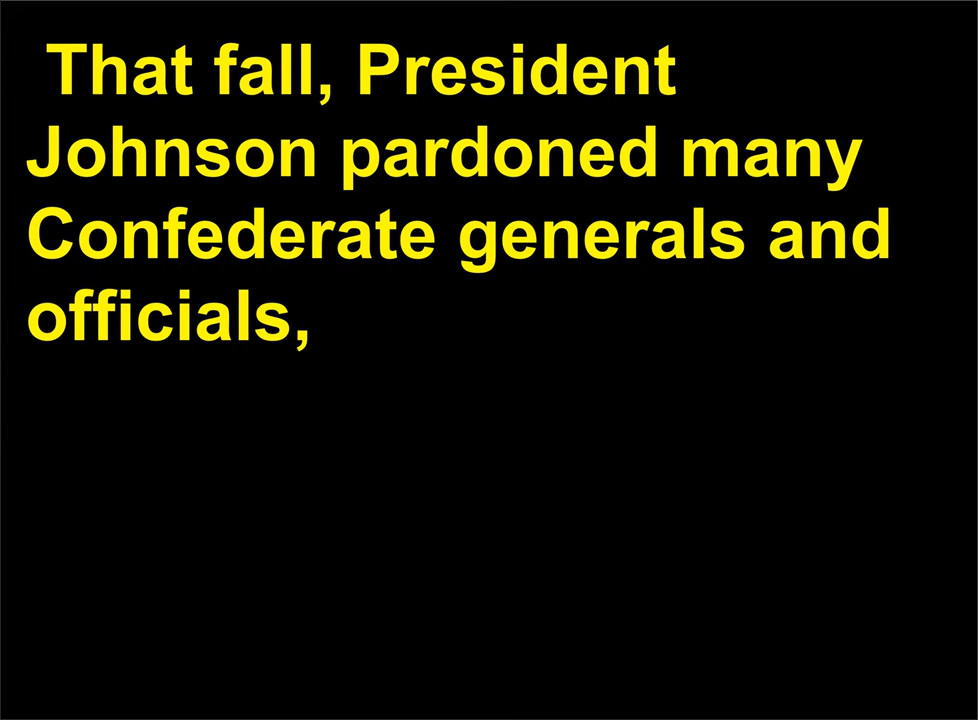 That fall, President
Johnson pardoned many
Confederate generals and
officials,